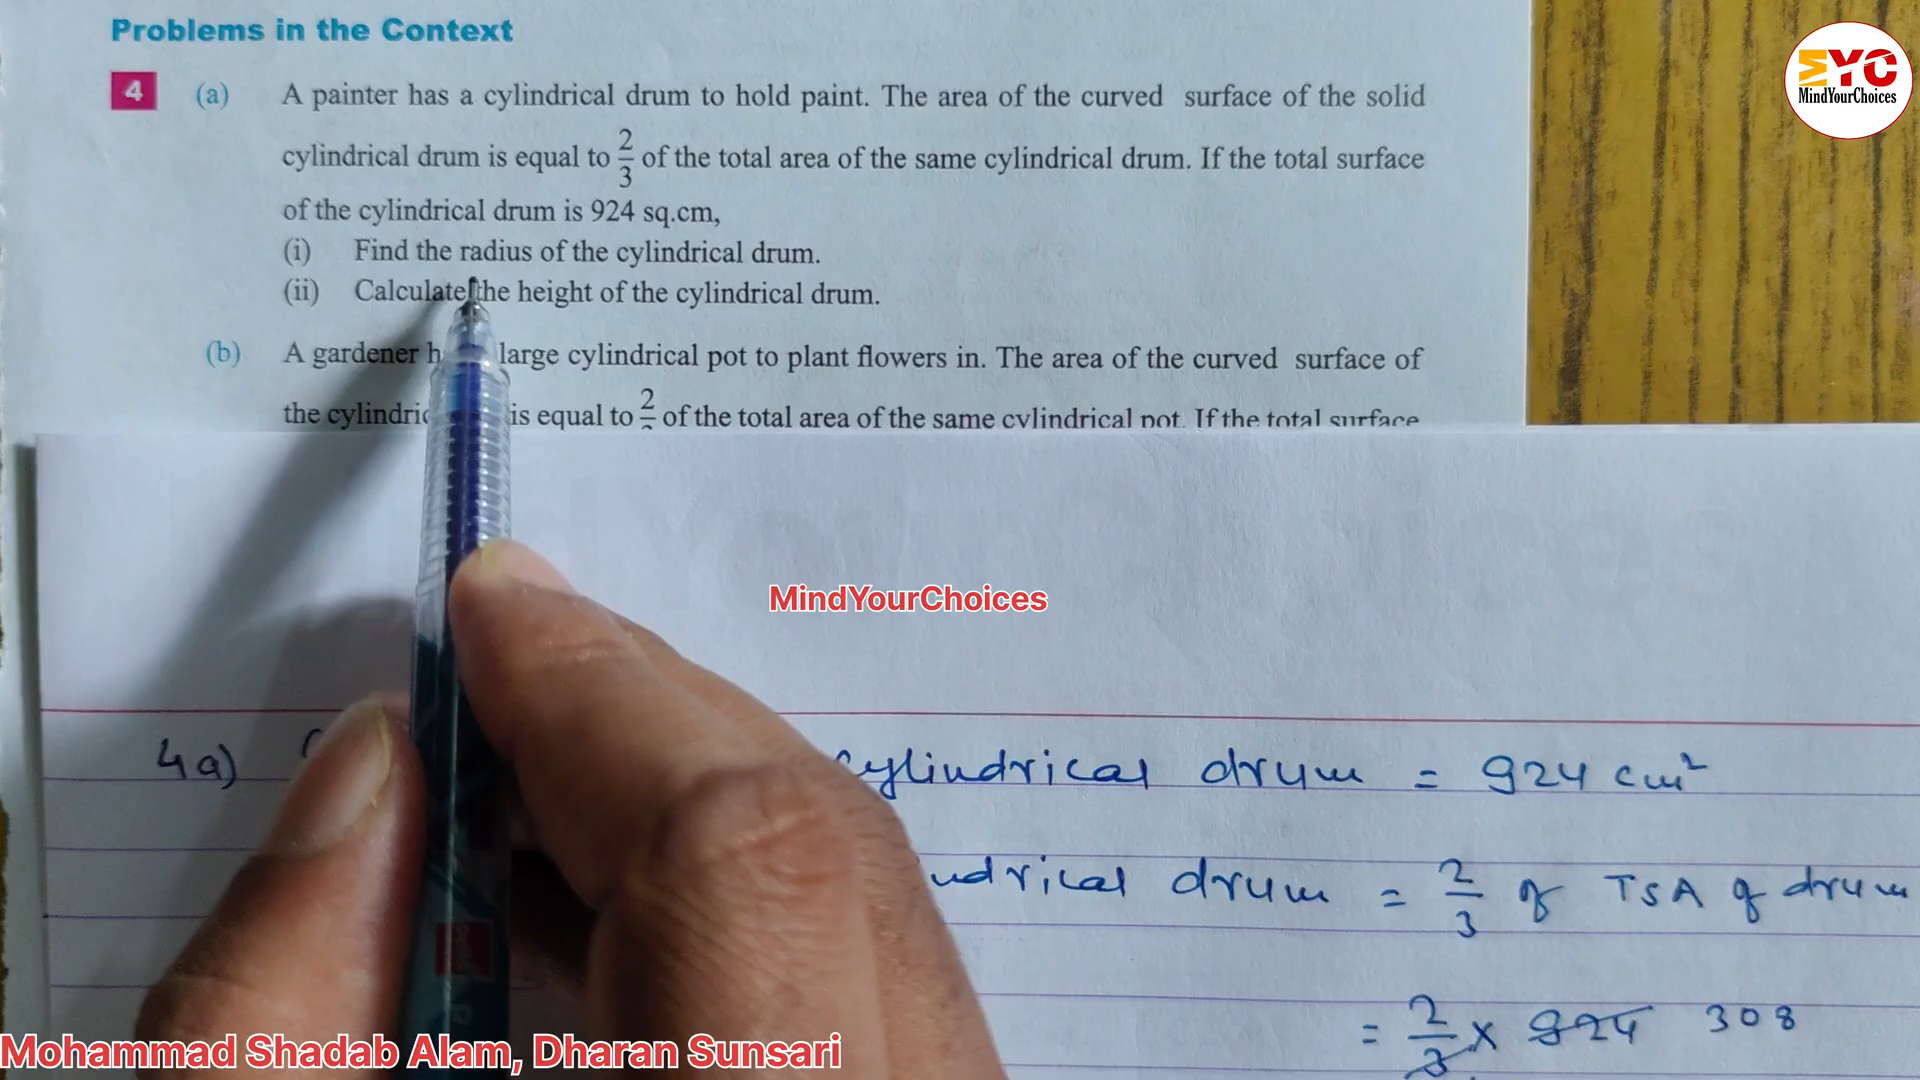 Problems in the Context
MYC
MindYourChoices
4 (a) A painter has a cylindrical drum to hold paint. The area of the curved surface of the solid
cylindrical drum is equal to 2/3 of the total area of the same cylindrical drum. If the total surface
of the cylindrical drum is 924 sq.cm,
(i) Find the radius of the cylindrical drum.
(ii) Calculate the height of the cylindrical drum.
(b) A gardener large cylindrical pot to plant flowers in. The area of the curved surface of
the is equal to of the total area of the same cylindrical pot. If the total surface
MindYourChoices
4a) cylindrical drum = 924 cm²
drum = 2/3 of TSA of drum
= 2/3 × 924 308
Mohammad Shadab Alam, Dharan Sunsari